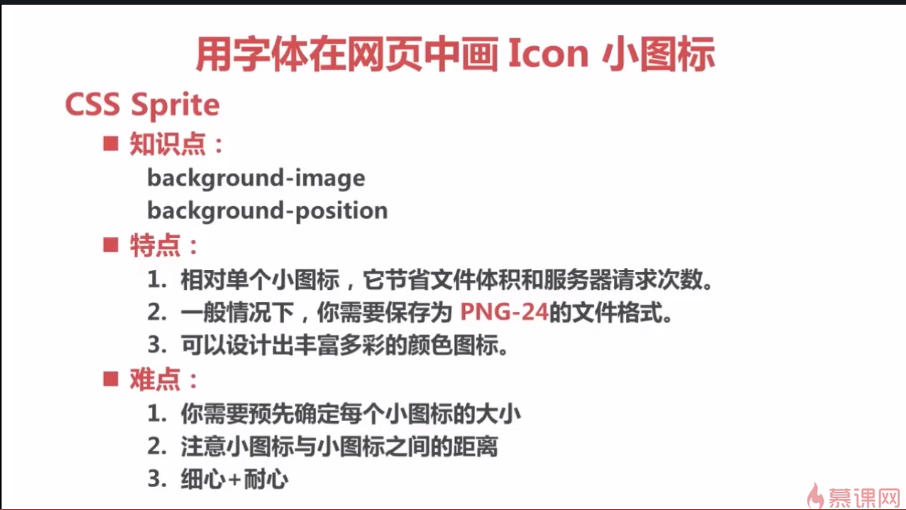 用字体在网页中画 Icon 小图标
CSS Sprite
知识点：
background-image
background-position
特点：
1. 相对单个小图标，它节省文件体积和服务器请求次数。
2. 一般情况下，你需要保存为 PNG-24的文件格式。
3. 可以设计出丰富多彩的颜色图标。
难点：
1. 你需要预先确定每个小图标的大小
2. 注意小图标与小图标之间的距离
3. 细心+耐心
慕课网